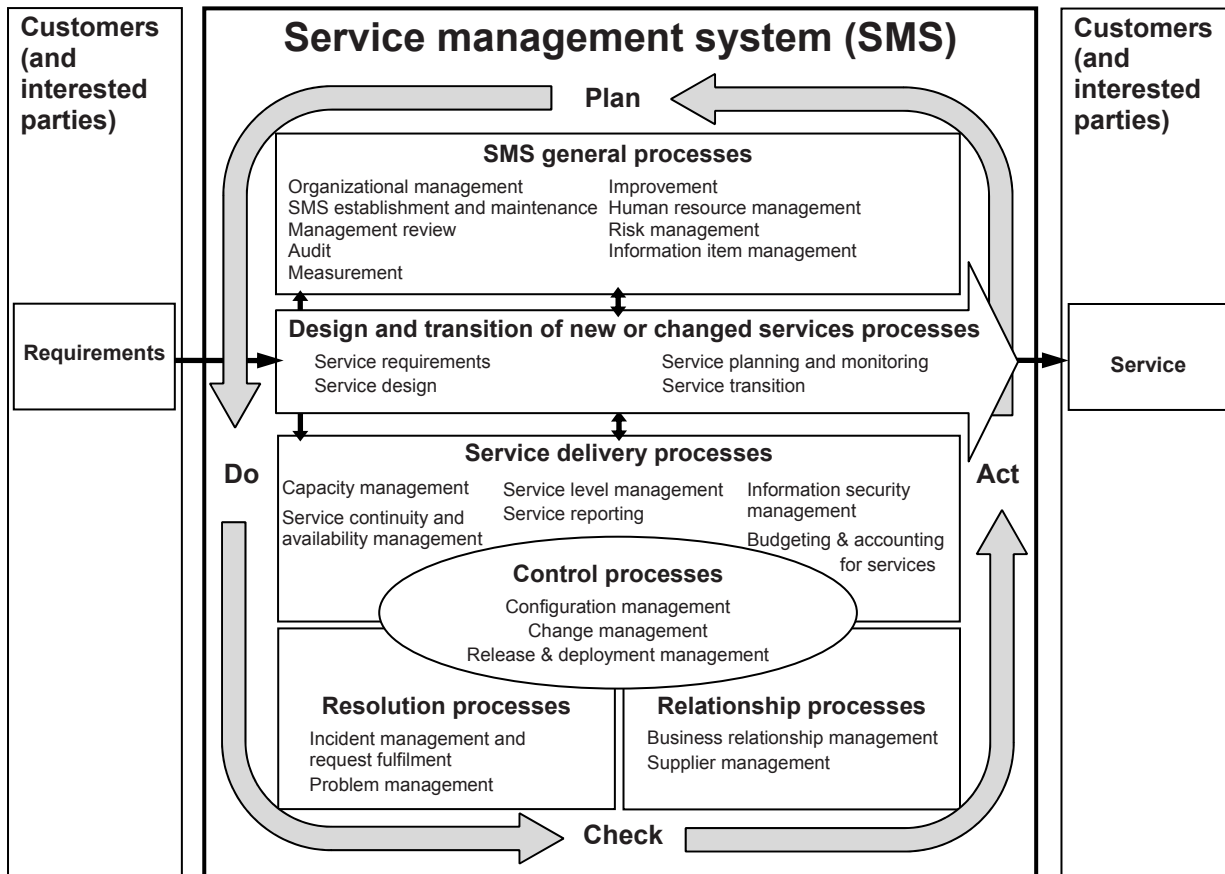 Customers
(and
interested
parties)
Requirements
Service management system (SMS)
Plan
SMS general processes
Organizational management
SMS establishment and maintenance
Management review
Audit
Measurement
Improvement
Human resource management
Risk management
Information item management
Design and transition of new or changed services processes
Service requirements
Service design
Service planning and monitoring
Service transition
Do
Act
Service delivery processes
Capacity management
Service continuity and
availability management
Service level management
Service reporting
Information security
management
Budgeting & accounting
for services
Control processes
Configuration management
Change management
Release & deployment management
Resolution processes
Incident management and
request fulfilment
Problem management
Relationship processes
Business relationship management
Supplier management
Check
Customers
(and
interested
parties)
Service